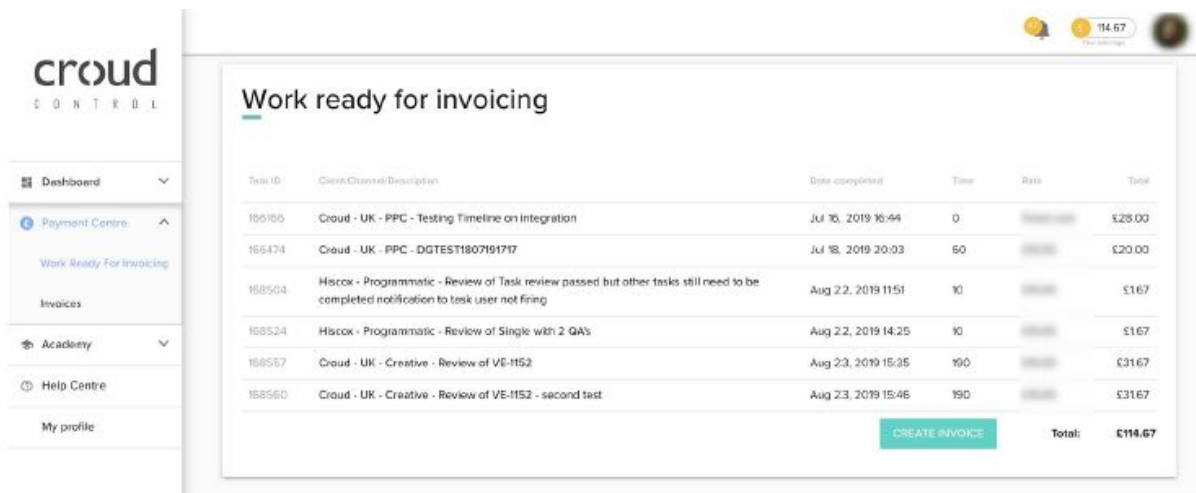 114.67
croud
CONTROL
Work ready for invoicing
Dashboard
Task ID Client/Channel/Description Date completed Time Rate Total
Payment Centre
166166 Croud - UK - PPC - Testing Timeline on integration Jul 16, 2019 16:44 0 £28.00
166474 Croud - UK - PPC - DGTEST1807191717 Jul 18, 2019 20:03 60 £20.00
Work Ready For Invoicing
168504 Hiscox - Programmatic - Review of Task review passed but other tasks still need to be Aug 22, 2019 11:51 10 £1.67
completed notification to task user not firing
Invoices
168524 Hiscox - Programmatic - Review of Single with 2 QA's Aug 22, 2019 14:25 10 £1.67
Academy
168557 Croud - UK - Creative - Review of VE-1152 Aug 23, 2019 15:35 190 £31.67
Help Centre
168560 Croud - UK - Creative - Review of VE-1152 - second test Aug 23, 2019 15:46 190 £31.67
My profile
CREATE INVOICE Total: £114.67